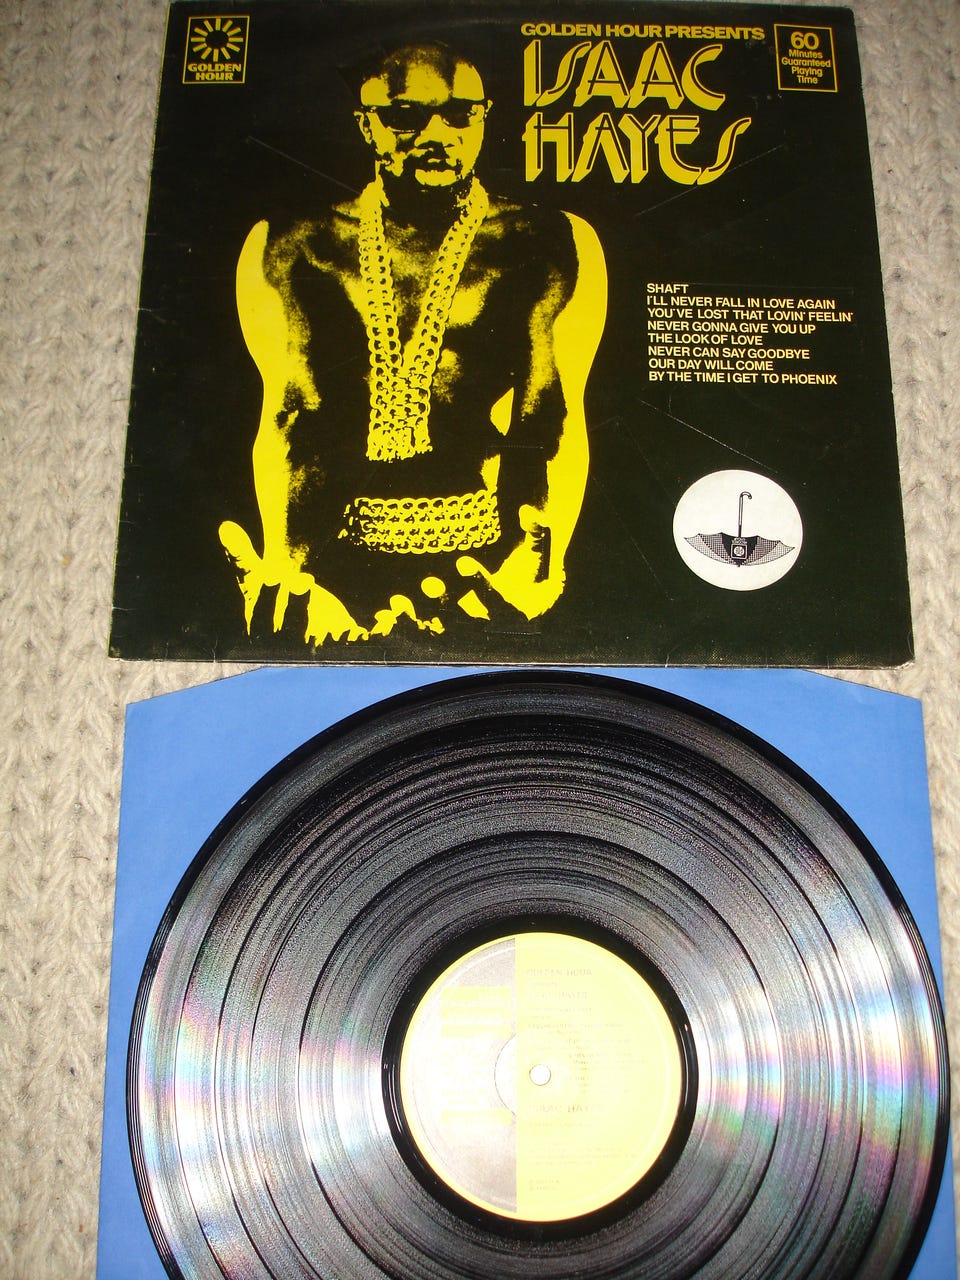 GOLDEN HOUR
GOLDEN HOUR PRESENTS
ISAAC
HAYES
60
Minutes
Guaranteed
Playing
Time
SHAFT
I'LL NEVER FALL IN LOVE AGAIN
YOU'VE LOST THAT LOVIN' FEELIN'
NEVER GONNA GIVE YOU UP
THE LOOK OF LOVE
NEVER CAN SAY GOODBYE
OUR DAY WILL COME
BY THE TIME I GET TO PHOENIX
GOLDEN HOUR
ISAAC HAYES